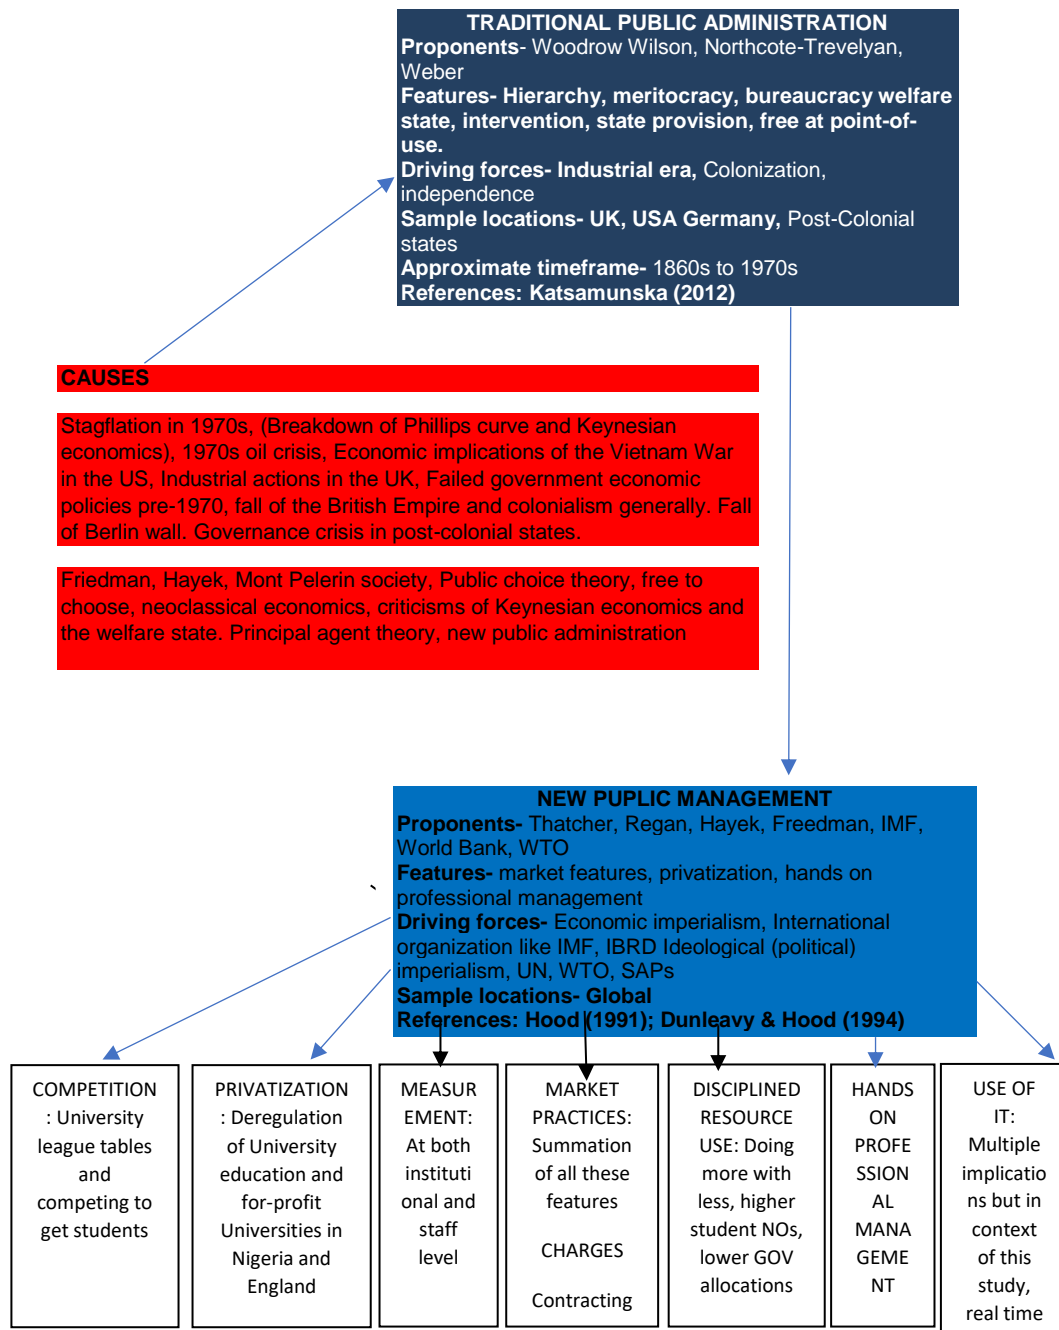 TRADITIONAL PUBLIC ADMINISTRATION
Proponents- Woodrow Wilson, Northcote-Trevelyan,
Weber
Features- Hierarchy, meritocracy, bureaucracy welfare
state, intervention, state provision, free at point-of-
use.
Driving forces- Industrial era, Colonization,
independence
Sample locations- UK, USA Germany, Post-Colonial
states
Approximate timeframe- 1860s to 1970s
References: Katsamunska (2012)
CAUSES
Stagflation in 1970s, (Breakdown of Phillips curve and Keynesian
economics), 1970s oil crisis, Economic implications of the Vietnam War
in the US, Industrial actions in the UK, Failed government economic
policies pre-1970, fall of the British Empire and colonialism generally. Fall
of Berlin wall. Governance crisis in post-colonial states.
Friedman, Hayek, Mont Pelerin society, Public choice theory, free to
choose, neoclassical economics, criticisms of Keynesian economics and
the welfare state. Principal agent theory, new public administration
NEW PUPLIC MANAGEMENT
Proponents- Thatcher, Regan, Hayek, Freedman, IMF,
World Bank, WTO
Features- market features, privatization, hands on
professional management
Driving forces- Economic imperialism, International
organization like IMF, IBRD Ideological (political)
imperialism, UN, WTO, SAPs
Sample locations- Global
References: Hood (1991); Dunleavy & Hood (1994)
`
COMPETITION
: University
league tables
and
competing to
get students
PRIVATIZATION
: Deregulation
of University
education and
for-profit
Universities in
Nigeria and
England
MEASUR
EMENT:
At both
instituti
onal and
staff
level
MARKET
PRACTICES:
Summation
of all these
features
CHARGES
Contracting
DISCIPLINED
RESOURCE
USE: Doing
more with
less, higher
student NOs,
lower GOV
allocations
HANDS
ON
PROFE
SSION
AL
MANA
GEME
NT
USE OF
IT:
Multiple
implicatio
ns but in
context
of this
study,
real time